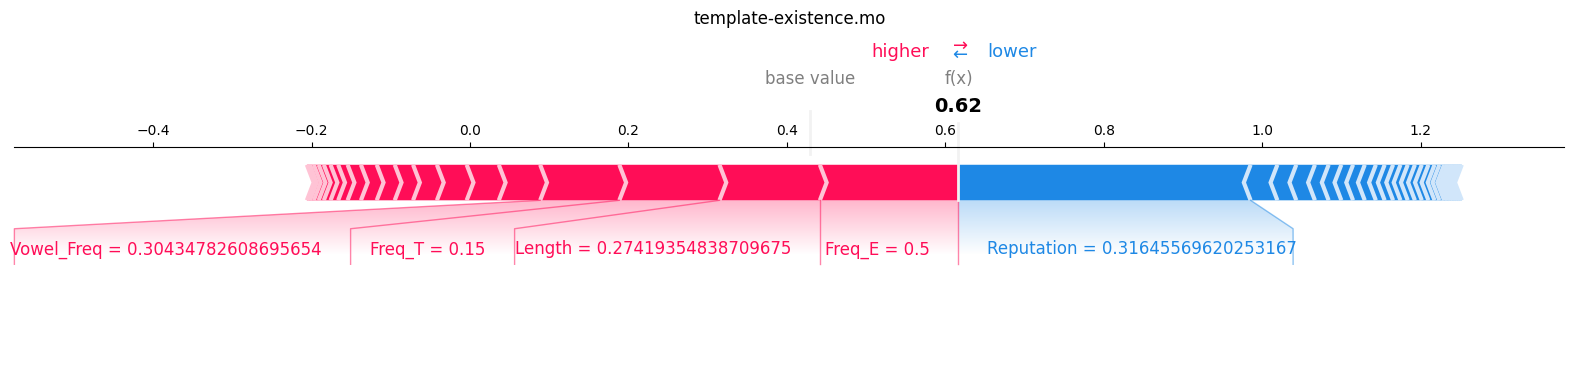 template-existence.mo
higher ⇄ lower
base value f(x)
0.62
−0.4 −0.2 0.0 0.2 0.4 0.6 0.8 1.0 1.2
Vowel_Freq = 0.30434782608695654 Freq_T = 0.15 Length = 0.27419354838709675 Freq_E = 0.5 Reputation = 0.31645569620253167